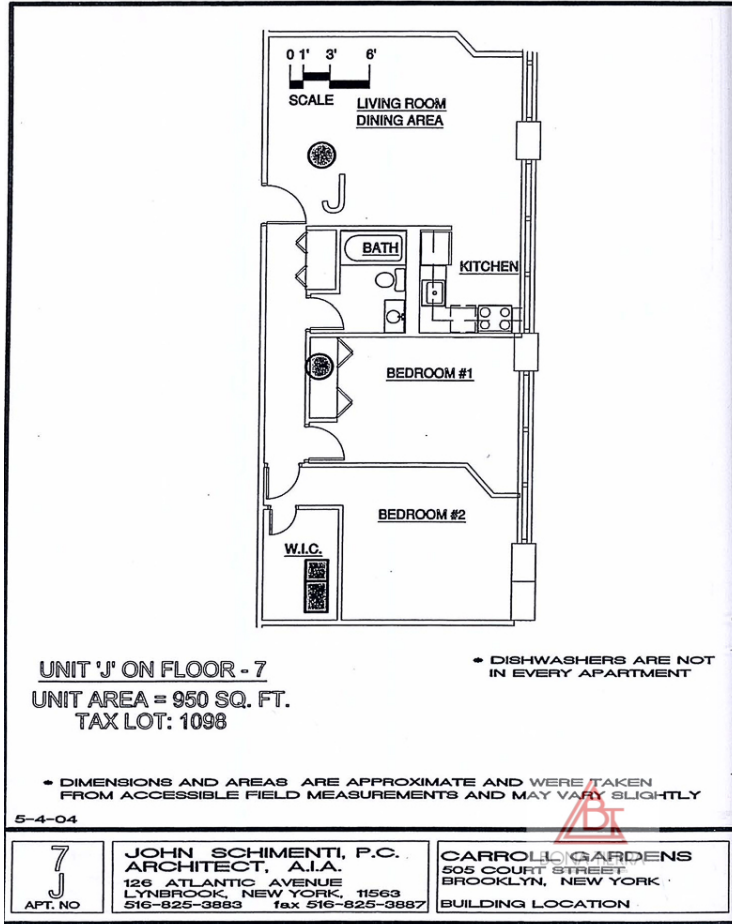 0 1' 3' 6'
SCALE
LIVING ROOM
DINING AREA
J
BATH
KITCHEN
BEDROOM #1
BEDROOM #2
W.I.C.
UNIT 'J' ON FLOOR - 7
UNIT AREA = 950 SQ. FT.
TAX LOT: 1098
* DISHWASHERS ARE NOT
IN EVERY APARTMENT
* DIMENSIONS AND AREAS ARE APPROXIMATE AND WERE TAKEN
FROM ACCESSIBLE FIELD MEASUREMENTS AND MAY VARY SLIGHTLY
5-4-04
7
J
APT. NO
JOHN SCHIMENTI, P.C.
ARCHITECT, A.I.A.
126 ATLANTIC AVENUE
LYNBROOK, NEW YORK, 11563
516-825-3883 fax 516-825-3887
CARROLL GARDENS
505 COURT STREET
BROOKLYN, NEW YORK
BUILDING LOCATION
BT
BONA TIERRA